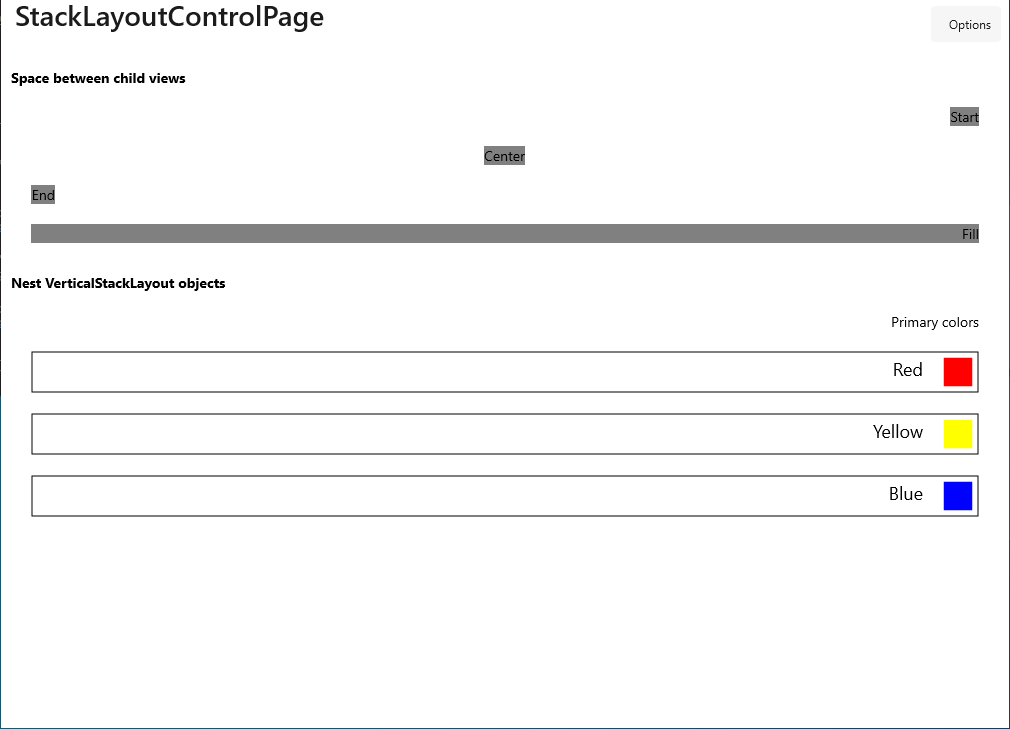 StackLayoutControlPage
Options
Space between child views
Start
Center
End
Fill
Nest VerticalStackLayout objects
Primary colors
Red
Yellow
Blue